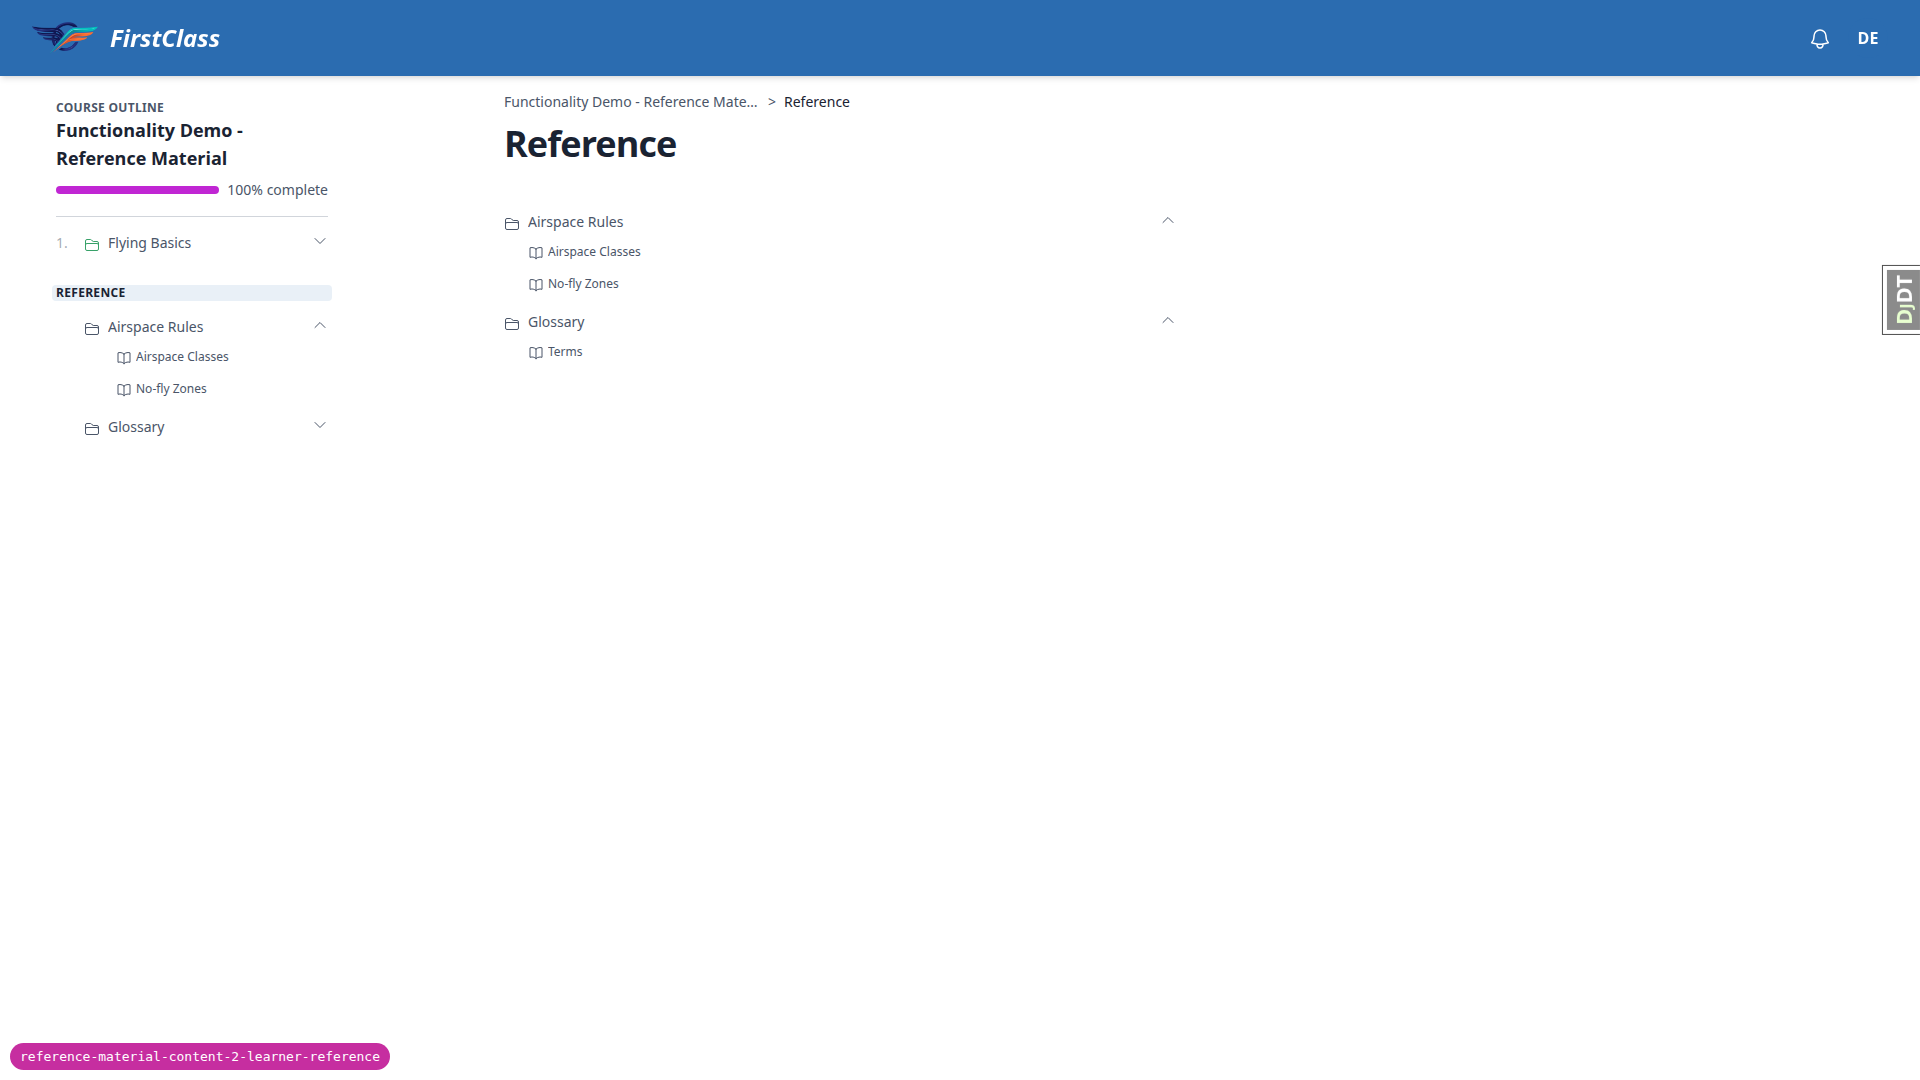 FirstClass
DE
COURSE OUTLINE
Functionality Demo -
Reference Material
100% complete
1. Flying Basics
REFERENCE
Airspace Rules
Airspace Classes
No-fly Zones
Glossary
Functionality Demo - Reference Mate... > Reference
Reference
Airspace Rules
Airspace Classes
No-fly Zones
Glossary
Terms
DJDT
reference-material-content-2-learner-reference